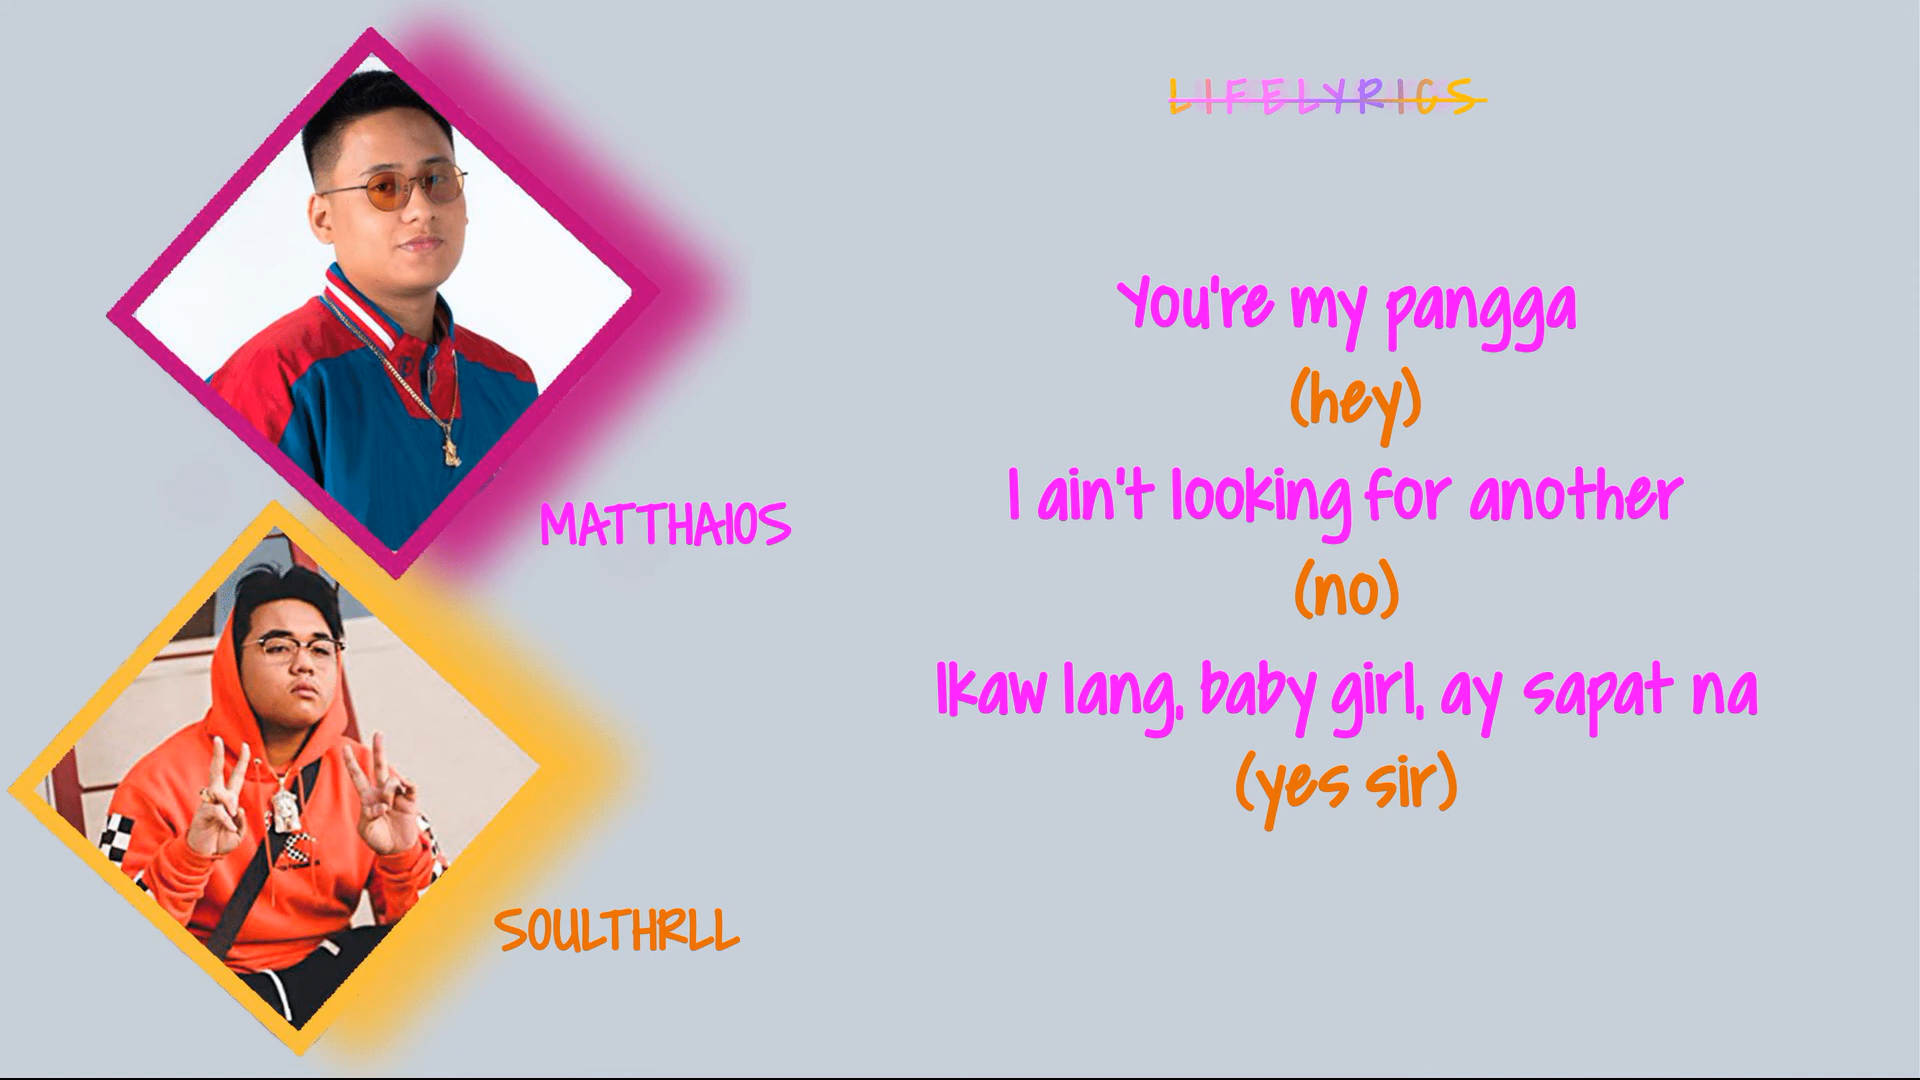 LIFELYRICS
You're my pangga
(hey)
I ain't looking for another
(no)
Ikaw lang, baby girl, ay sapat na
(yes sir)
MATTHAIOS
SOULTHRLL